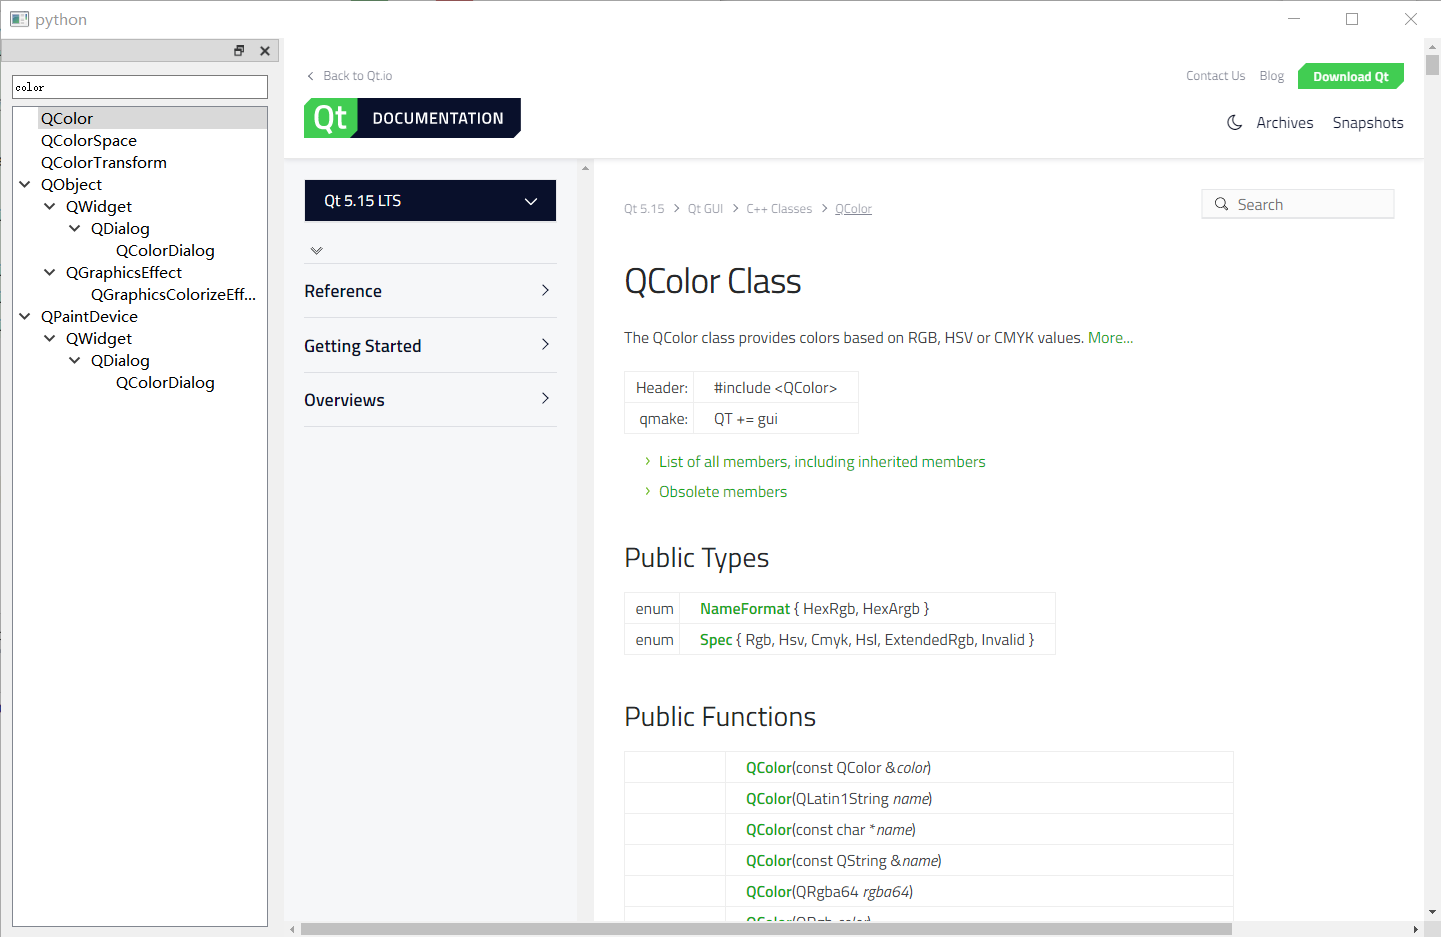 python
color
QColor
QColorSpace
QColorTransform
QObject
QWidget
QDialog
QColorDialog
QGraphicsEffect
QGraphicsColorizeEff...
QPaintDevice
QWidget
QDialog
QColorDialog
Back to Qt.io
Contact Us Blog Download Qt
Qt DOCUMENTATION
Archives Snapshots
Qt 5.15 LTS
Reference
Getting Started
Overviews
Qt 5.15 > Qt GUI > C++ Classes > QColor
Search
QColor Class
The QColor class provides colors based on RGB, HSV or CMYK values. More...
Header: #include <QColor>
qmake: QT += gui
List of all members, including inherited members
Obsolete members
Public Types
enum NameFormat { HexRgb, HexArgb }
enum Spec { Rgb, Hsv, Cmyk, Hsl, ExtendedRgb, Invalid }
Public Functions
QColor(const QColor &color)
QColor(QLatin1String name)
QColor(const char *name)
QColor(const QString &name)
QColor(QRgba64 rgba64)
QColor(QRgb color)